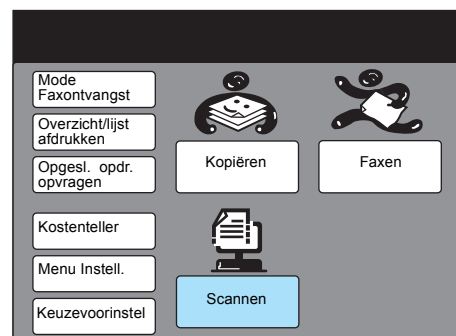 Mode
Faxontvangst
Overzicht/lijst
afdrukken
Opgesl. opdr.
opvragen
Kostenteller
Menu Instell.
Keuzevoorinstel
Kopiëren
Faxen
Scannen